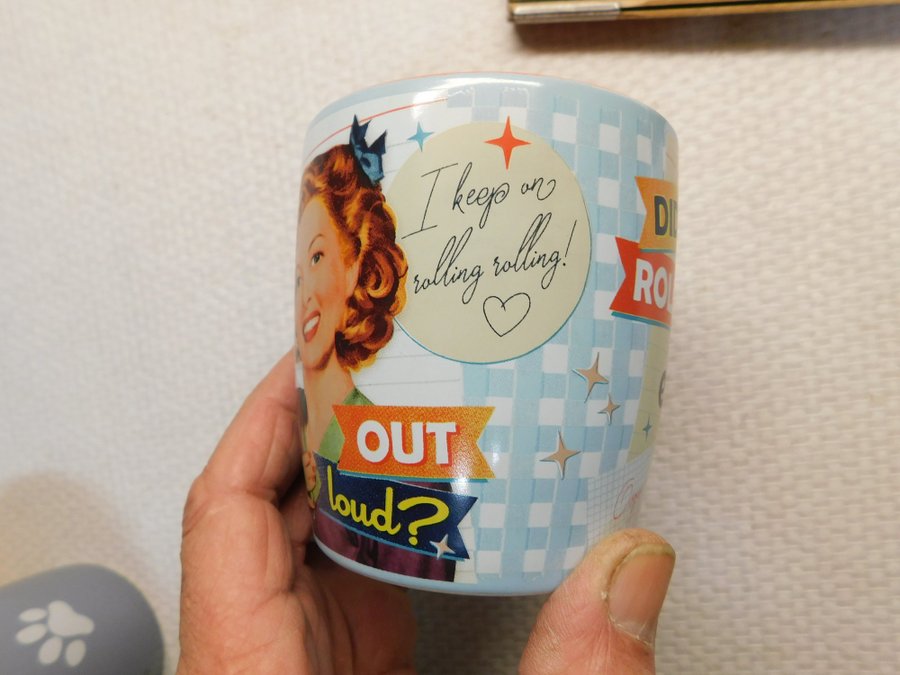 I keep on
rolling rolling!
OUT
loud?